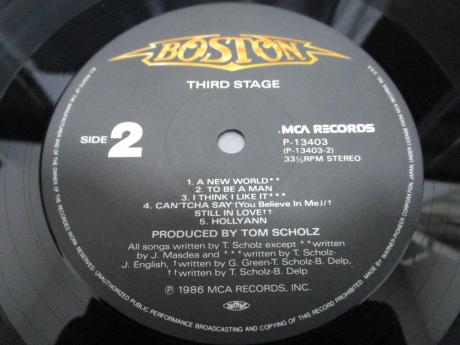 BOSTON
THIRD STAGE
SIDE 2
MCA RECORDS
P-13403
(P-13403-2)
33⅓RPM STEREO
1. A NEW WORLD**
2. TO BE A MAN
3. I THINK I LIKE IT***
4. CAN'TCHA SAY (You Believe In Me)/†
STILL IN LOVE††
5. HOLLYANN
PRODUCED BY TOM SCHOLZ
All songs written by T. Scholz except **written
by J. Masdea and ***written by T. Scholz-
J. English, †written by G. Green-T. Scholz-B. Delp,
††written by T. Scholz-B. Delp
Ⓟ 1986 MCA RECORDS, INC.